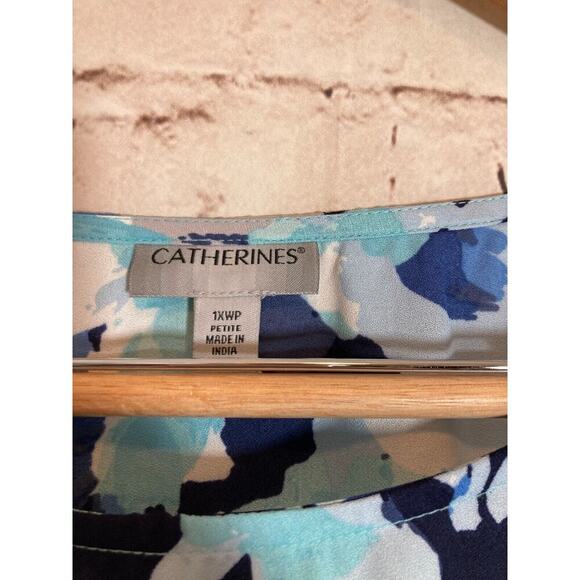 CATHERINES®
1XWP
PETITE
MADE IN
INDIA